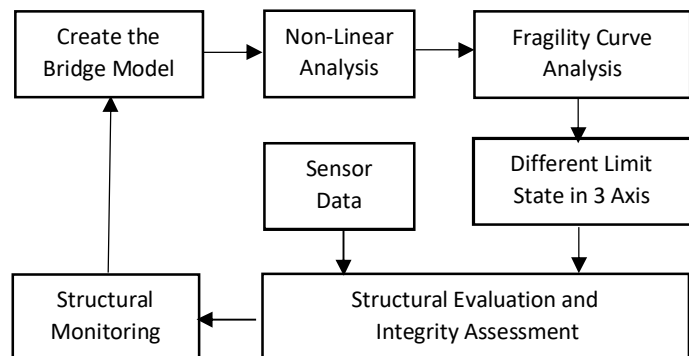 Create the
Bridge Model
Non-Linear
Analysis
Fragility Curve
Analysis
Sensor
Data
Different Limit
State in 3 Axis
Structural
Monitoring
Structural Evaluation and
Integrity Assessment